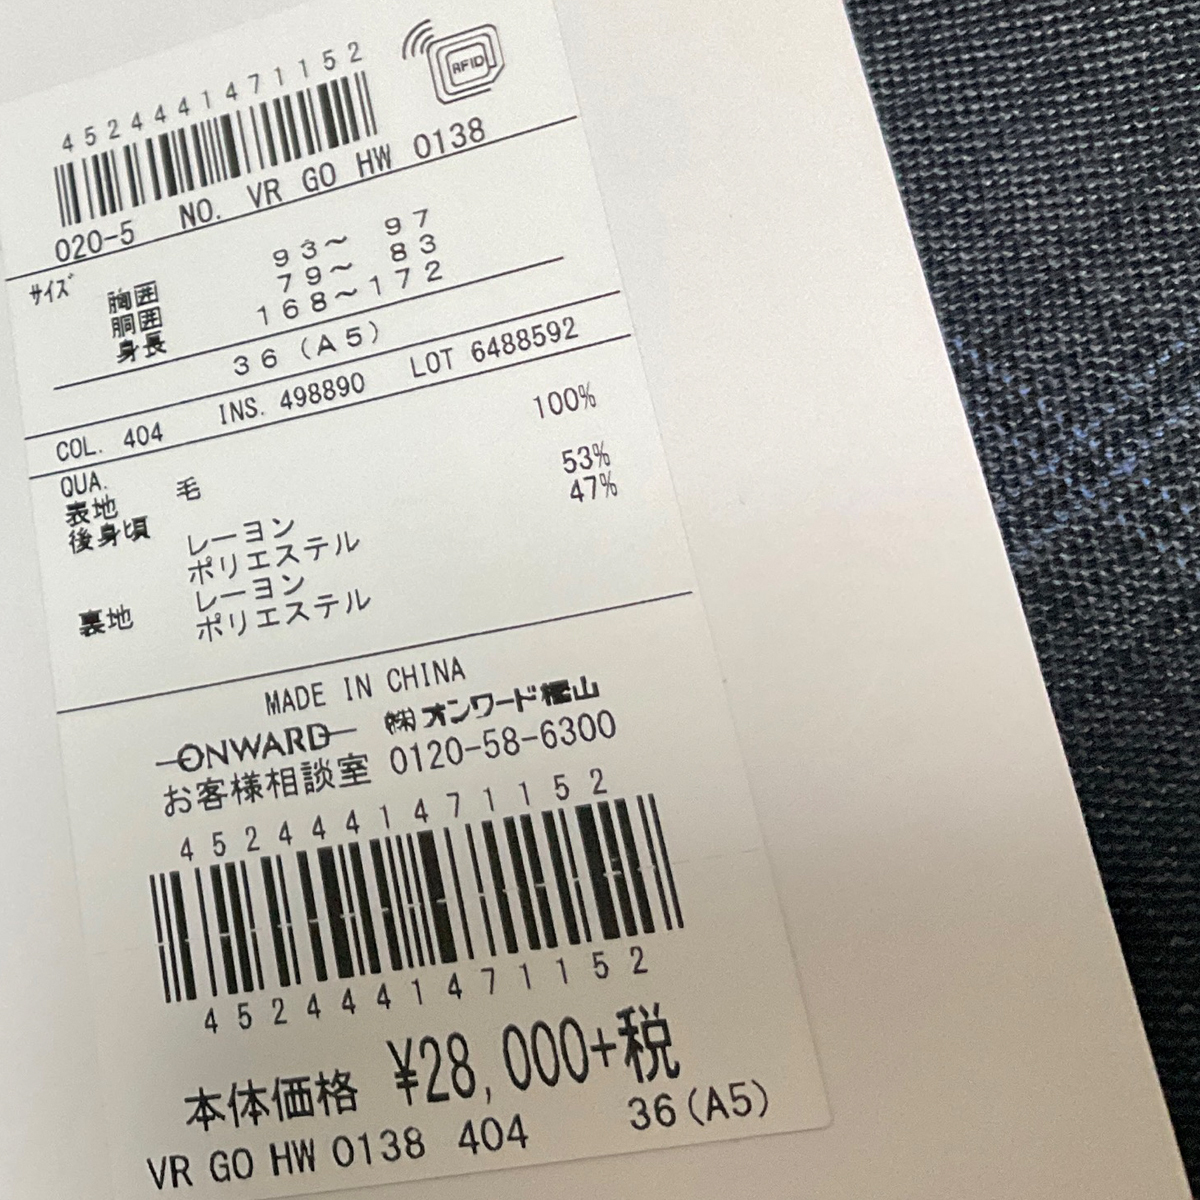 4524441471152
RFID
020-5 NO. VR GO HW 0138
サイズ
胸囲 93～ 97
胴囲 79～ 83
身長 168～172
36(A5)
COL. 404 INS. 498890 LOT 6488592
QUA.
表地 毛 100%
後身頃
レーヨン 53%
ポリエステル 47%
裏地 レーヨン
ポリエステル
MADE IN CHINA
ONWARD ㈱オンワード樫山
お客様相談室 0120-58-6300
4524441471152
4524441471152
本体価格 ¥28,000+税
VR GO HW 0138 404 36(A5)